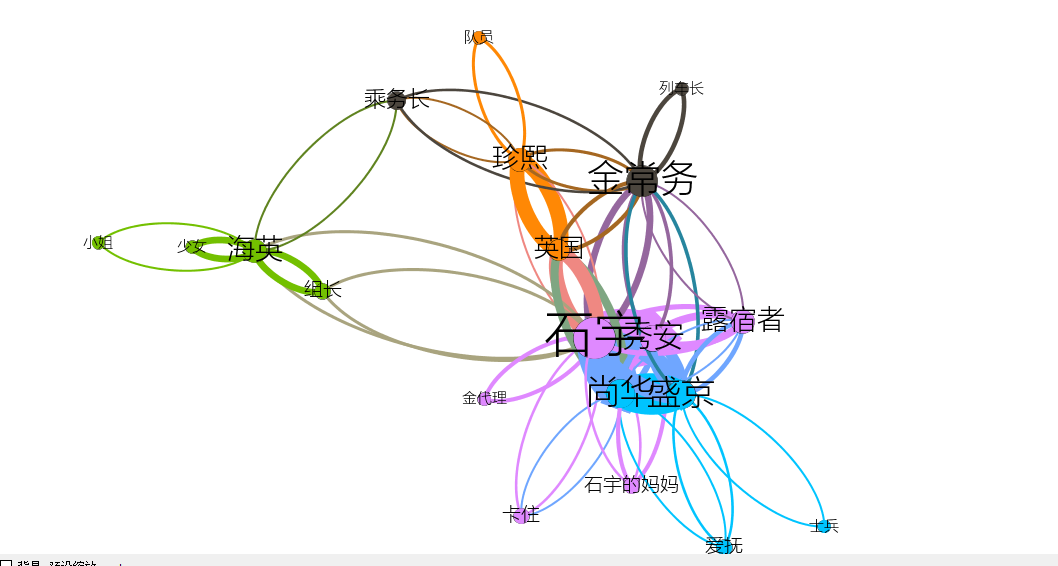 队员
列车长
乘务长
珍熙
金常务
小姐
少女
海英
英国
组长
石宇
秀安
露宿者
尚华
盛京
金代理
石宇的妈妈
卡住
士兵
爱抚